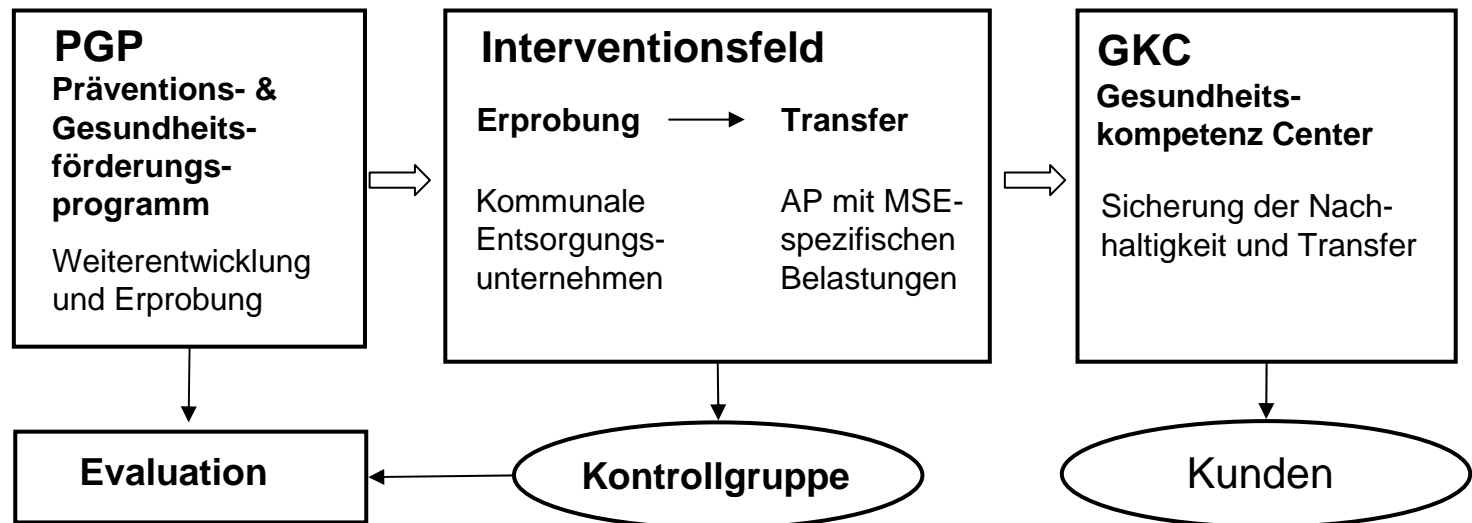 PGP
Präventions- &
Gesundheits-
förderungs-
programm
Weiterentwicklung
und Erprobung
Interventionsfeld
Erprobung
Transfer
Kommunale
Entsorgungs-
unternehmen
AP mit MSE-
spezifischen
Belastungen
GKC
Gesundheits-
kompetenz Center
Sicherung der Nach-
haltigkeit und Transfer
Evaluation
Kontrollgruppe
Kunden